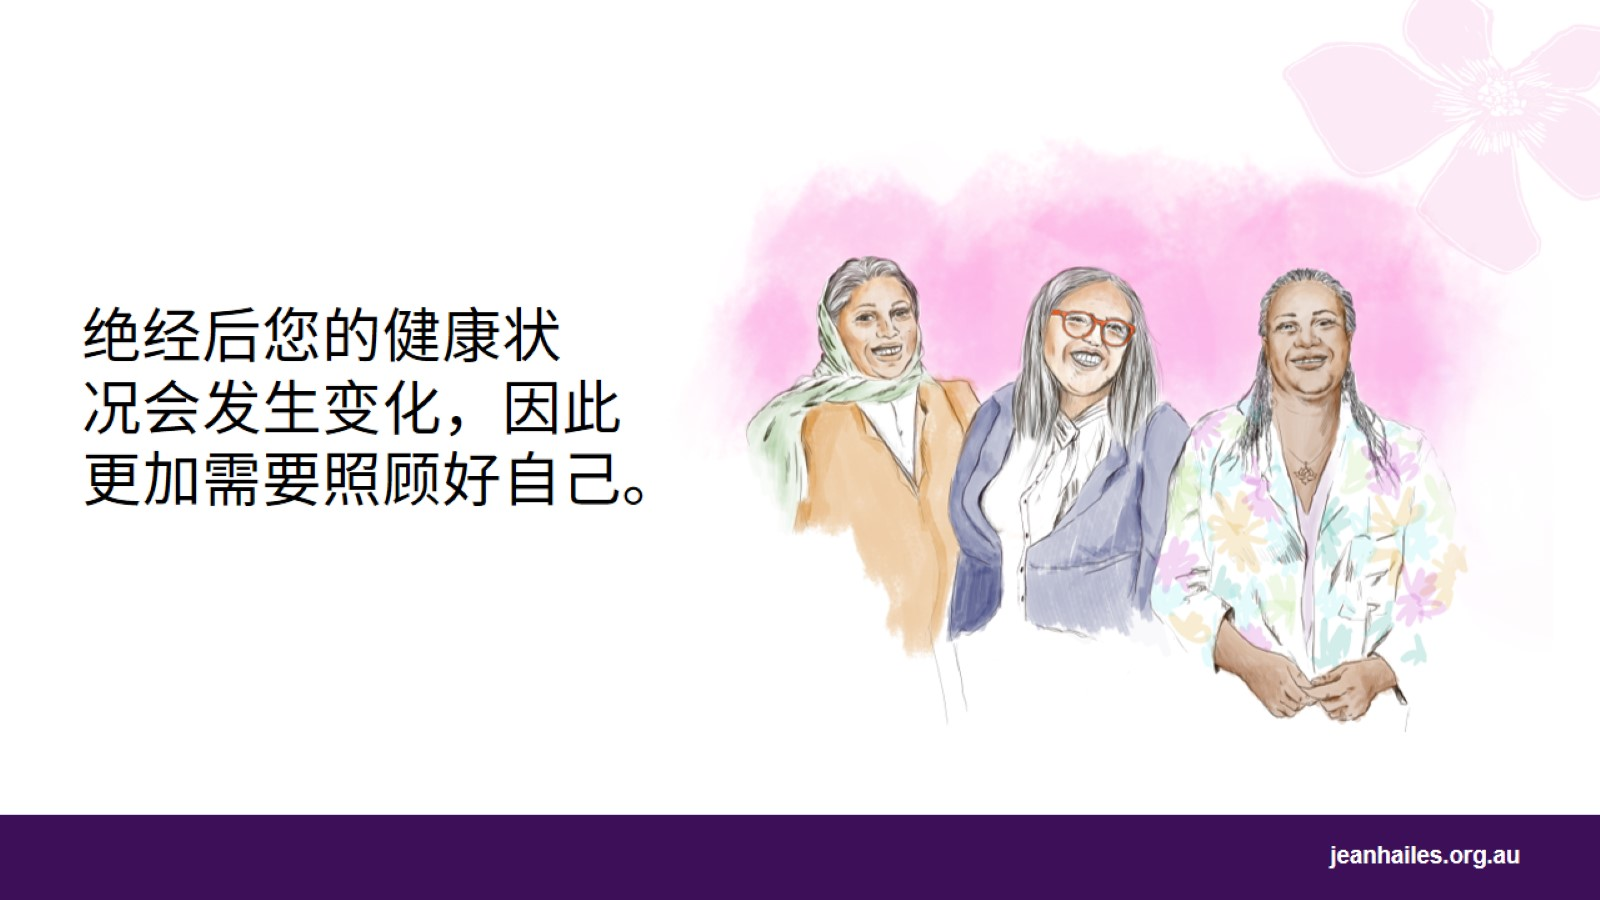 绝经后您的健康状
况会发生变化，因此
更加需要照顾好自己。
jeanhailes.org.au